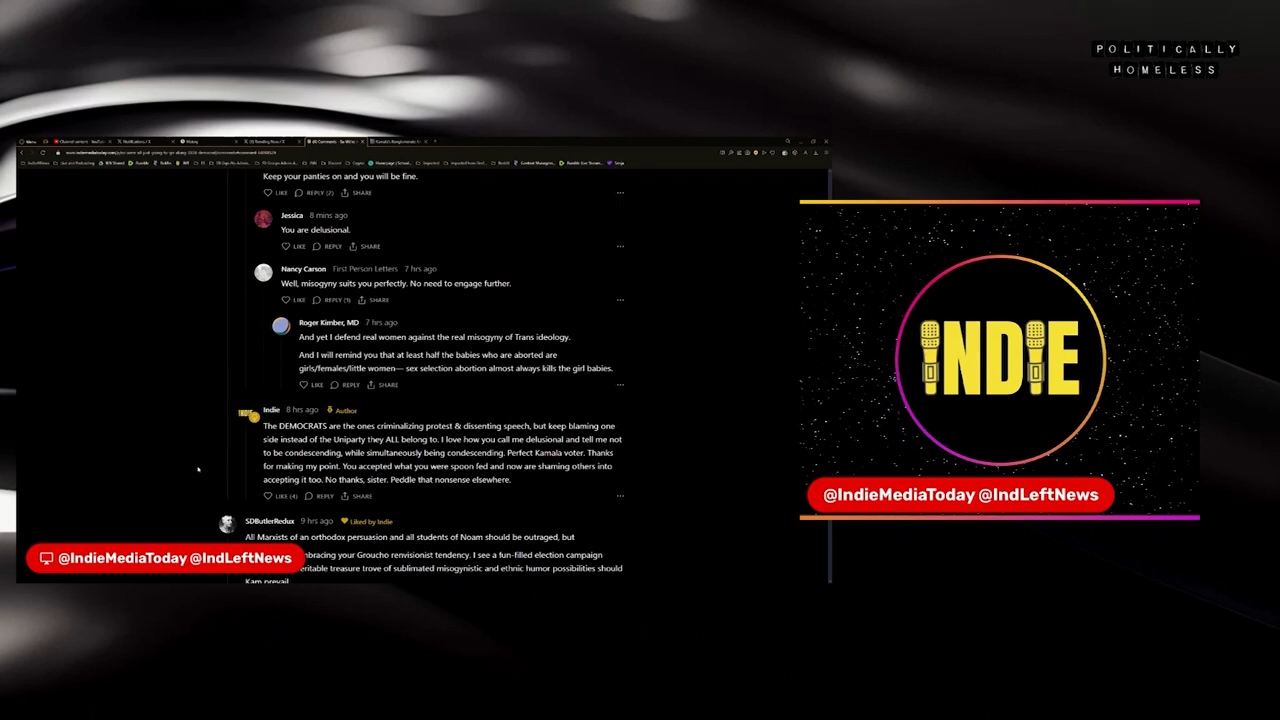 POLITICALLY
HOMELESS
Keep your panties on and you will be fine.
LIKE REPLY (2) SHARE
Jessica 8 mins ago
You are delusional.
LIKE REPLY SHARE
Nancy Carson First Person Letters 7 hrs ago
Well, misogyny suits you perfectly. No need to engage further.
LIKE REPLY (1) SHARE
Roger Kimber, MD 7 hrs ago
And yet I defend real women against the real misogyny of Trans ideology.
And I will remind you that at least half the babies who are aborted are
girls/females/little women— sex selection abortion almost always kills the girl babies.
LIKE REPLY SHARE
Indie 8 hrs ago Author
The DEMOCRATS are the ones criminalizing protest & dissenting speech, but keep blaming one
side instead of the Uniparty they ALL belong to. I love how you call me delusional and tell me not
to be condescending, while simultaneously being condescending. Perfect Kamala voter. Thanks
for making my point. You accepted what you were spoon fed and now are shaming others into
accepting it too. No thanks, sister. Peddle that nonsense elsewhere.
LIKE (4) REPLY SHARE
SDButlerRedux 9 hrs ago Liked by Indie
All Marxists of an orthodox persuasion and all students of Noam should be outraged, but
mbracing your Groucho renvisionist tendency. I see a fun-filled election campaign
ritable treasure trove of sublimated misogynistic and ethnic humor possibilities should
Kam prevail
@IndieMediaToday @IndLeftNews
INDIE
@IndieMediaToday @IndLeftNews